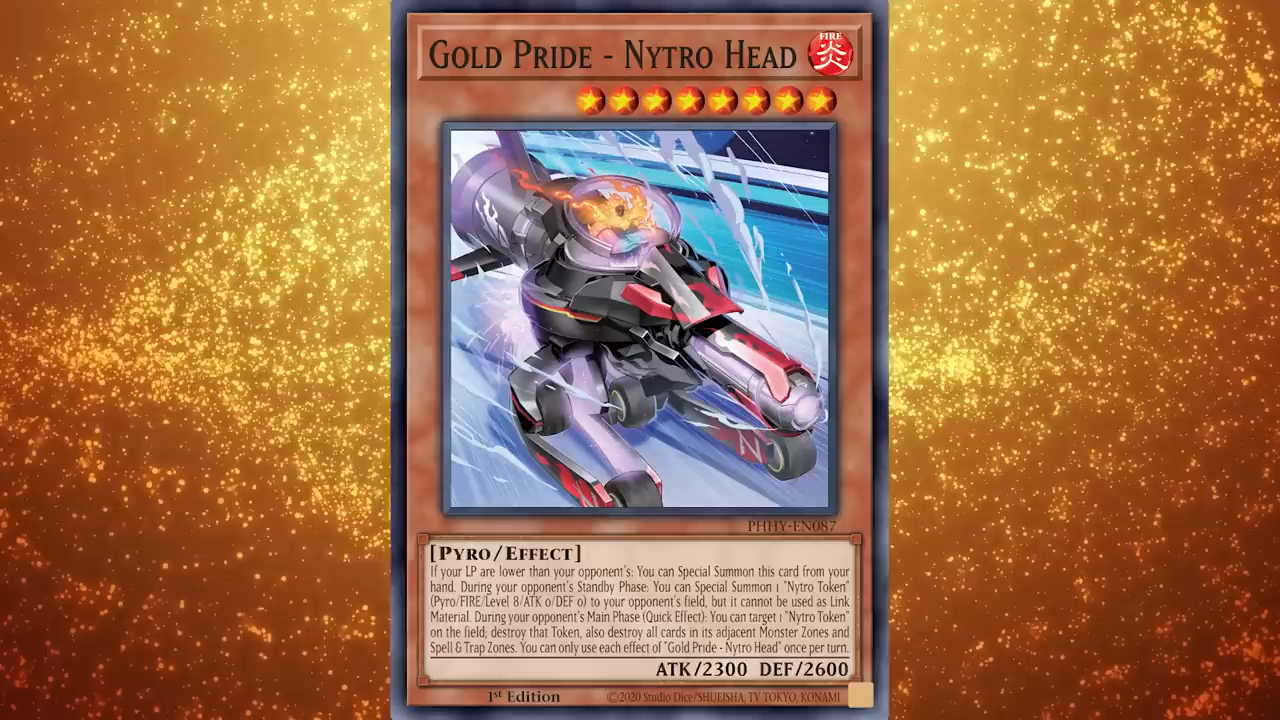 Gold Pride - Nytro Head
FIRE
炎
PHHY-EN087
[Pyro/Effect]
If your LP are lower than your opponent's: You can Special Summon this card from your
hand. During your opponent's Standby Phase: You can Special Summon 1 "Nytro Token"
(Pyro/FIRE/Level 8/ATK 0/DEF 0) to your opponent's field, but it cannot be used as Link
Material. During your opponent's Main Phase (Quick Effect): You can target 1 "Nytro Token"
on the field; destroy that Token, also destroy all cards in its adjacent Monster Zones and
Spell & Trap Zones. You can only use each effect of "Gold Pride - Nytro Head" once per turn.
ATK/2300 DEF/2600
1st Edition
©2020 Studio Dice/SHUEISHA, TV TOKYO, KONAMI